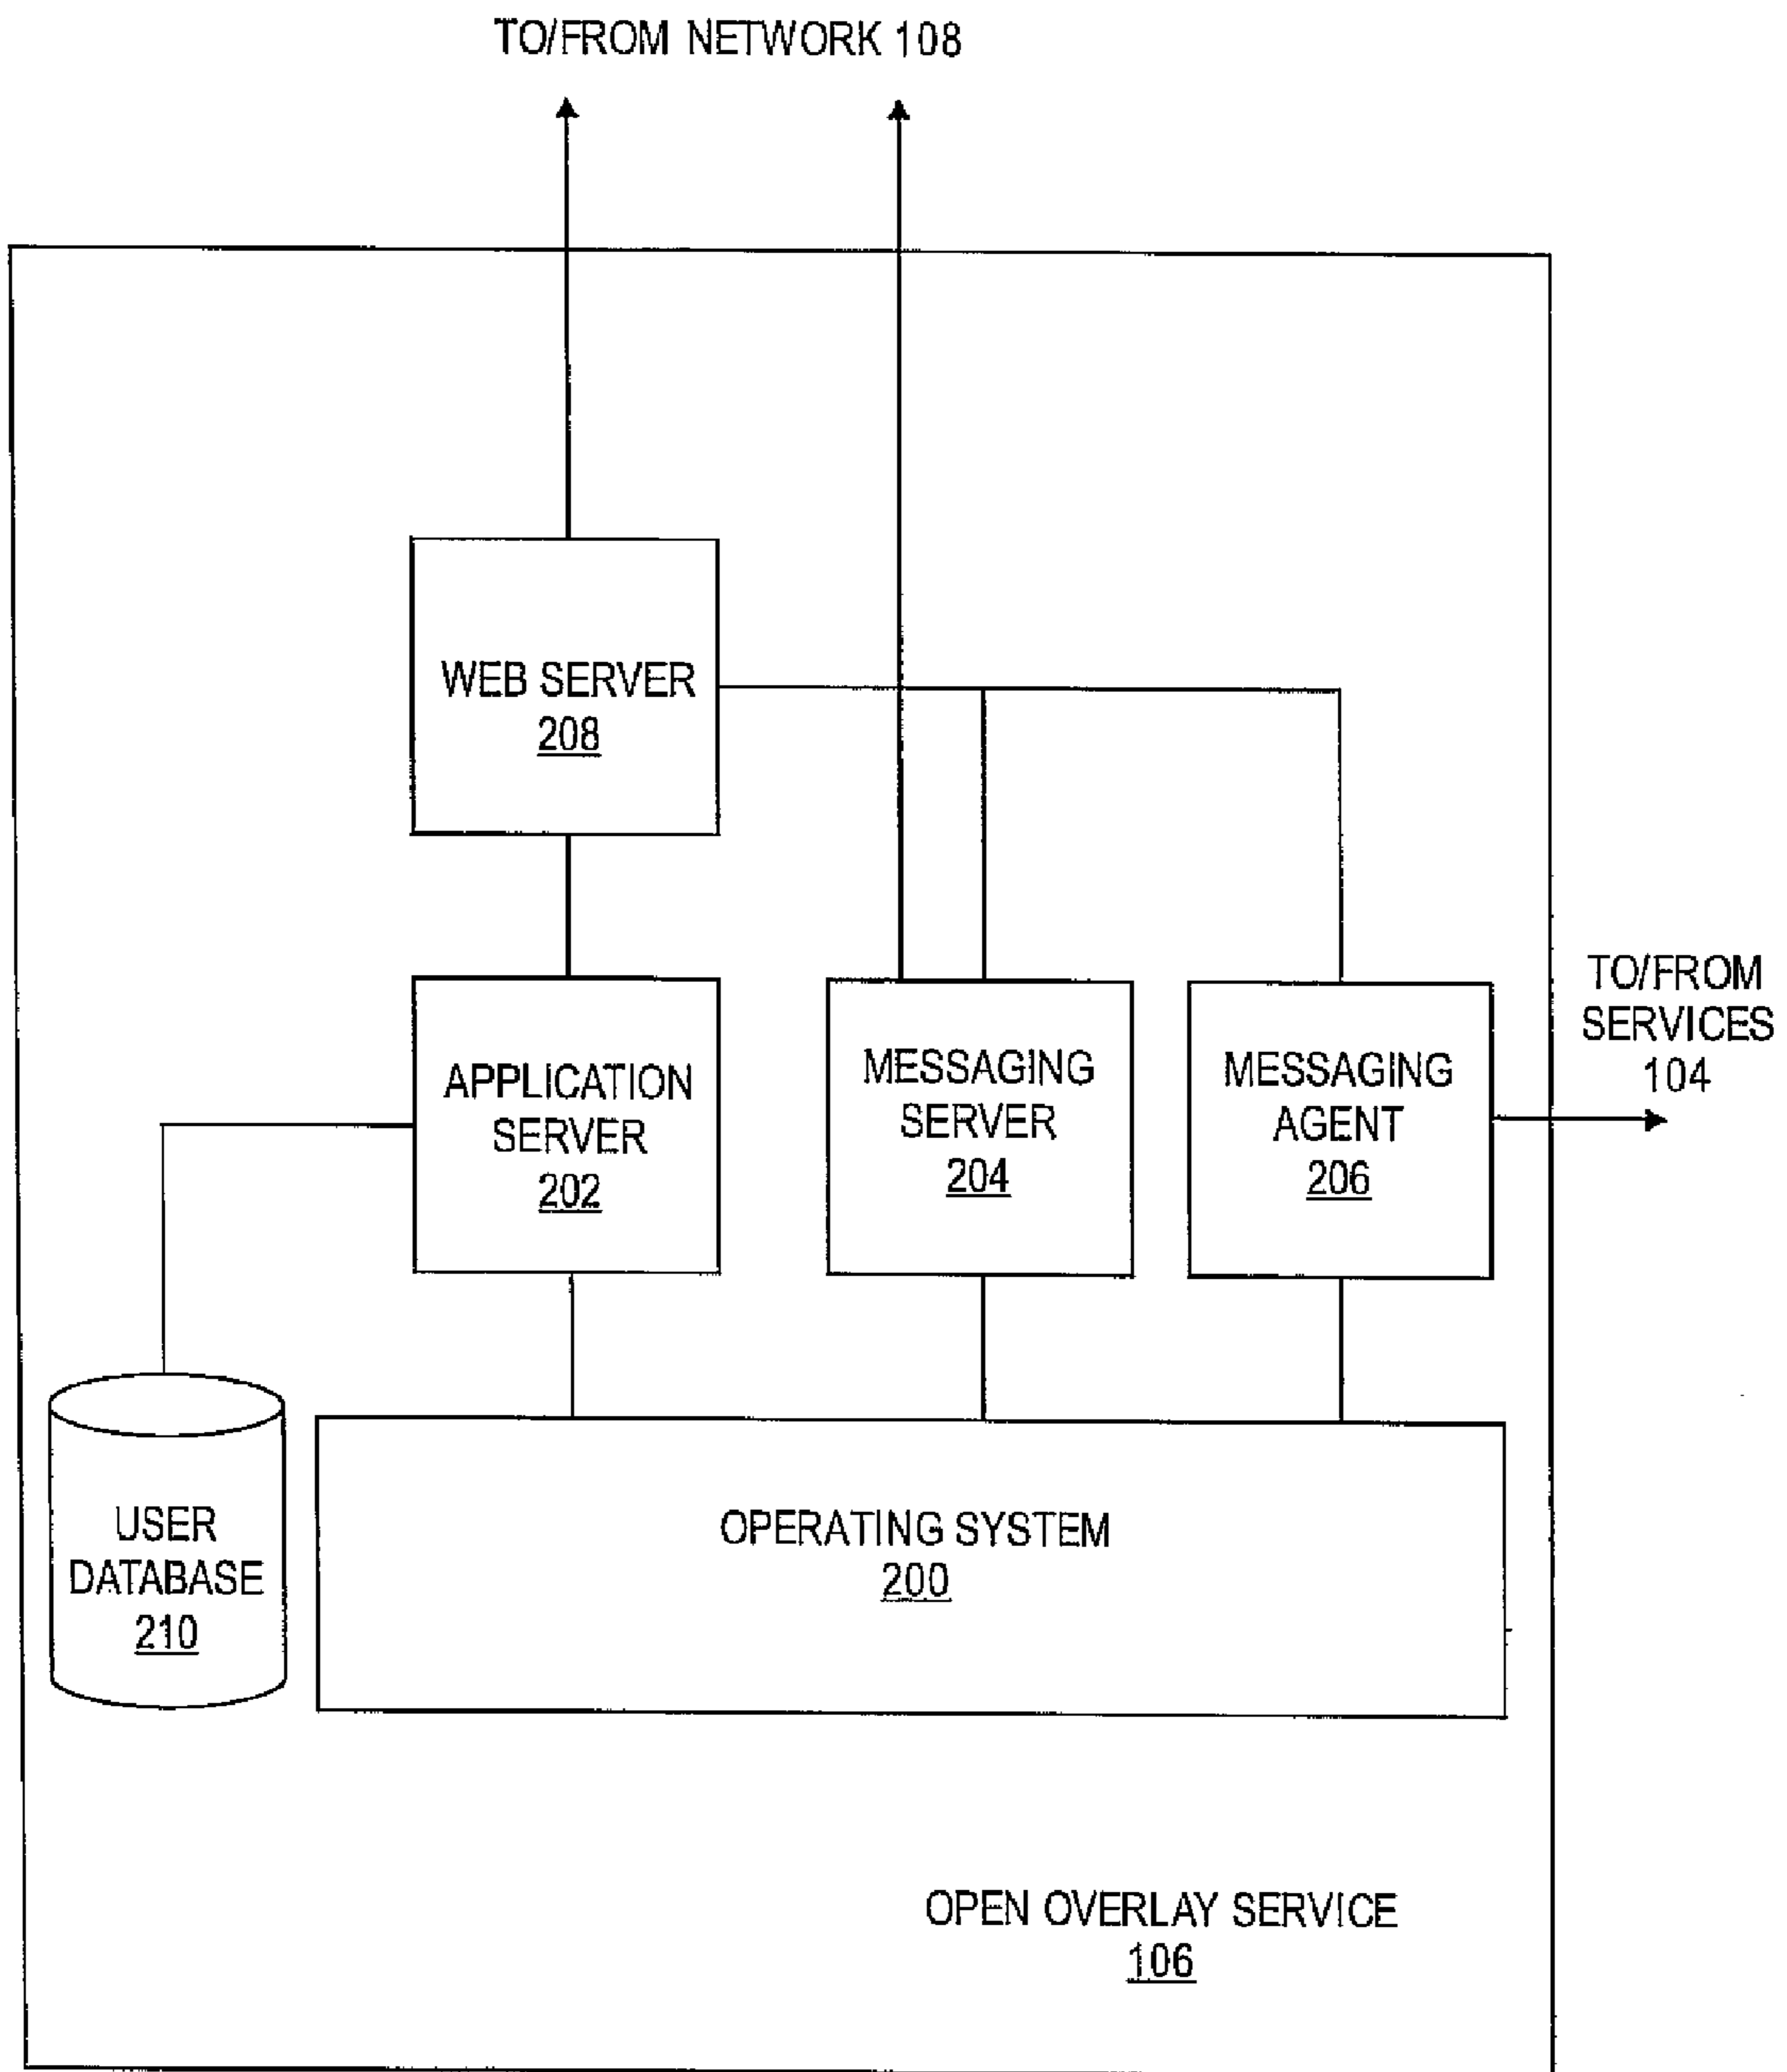 TO/FROM NETWORK 108
WEB SERVER
208
TO/FROM
SERVICES
104
APPLICATION
SERVER
202
MESSAGING
SERVER
204
MESSAGING
AGENT
206
USER
DATABASE
210
OPERATING SYSTEM
200
OPEN OVERLAY SERVICE
106